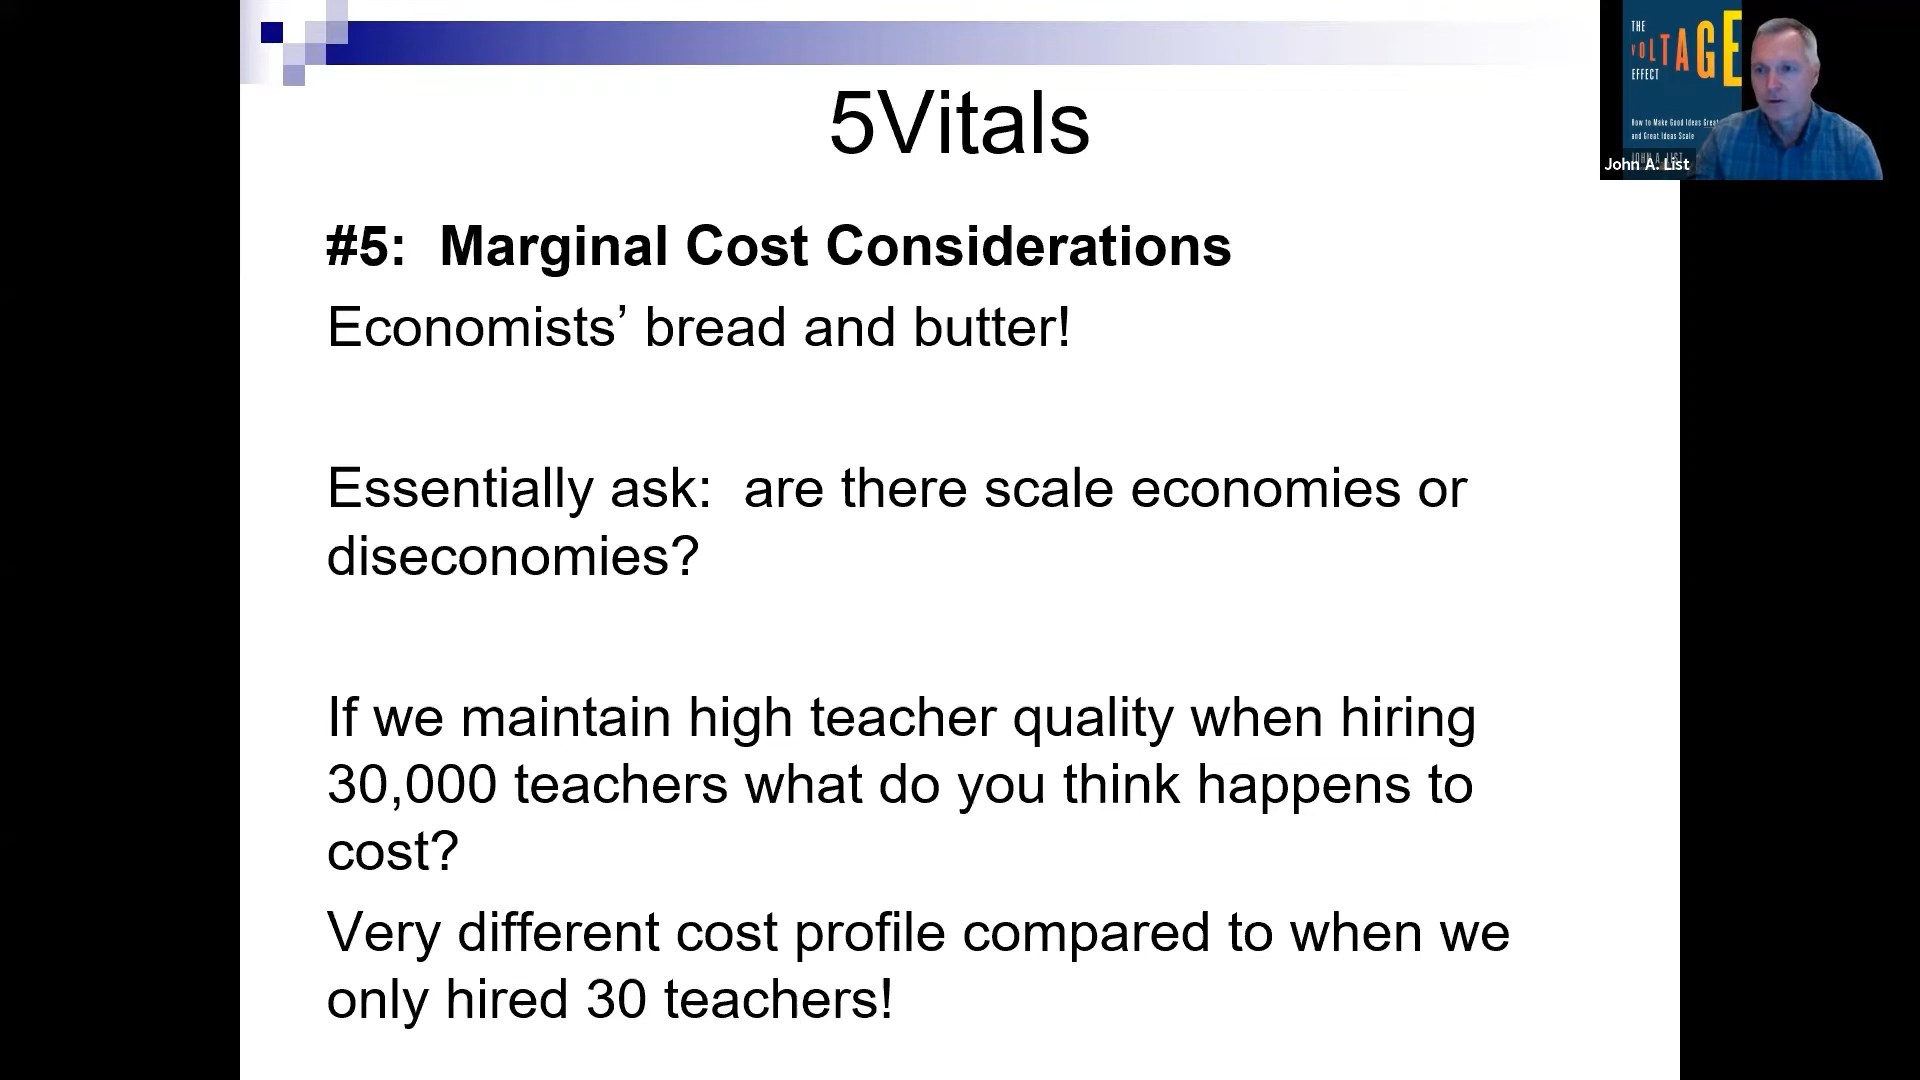 5Vitals
#5: Marginal Cost Considerations
Economists’ bread and butter!
Essentially ask: are there scale economies or
diseconomies?
If we maintain high teacher quality when hiring
30,000 teachers what do you think happens to
cost?
Very different cost profile compared to when we
only hired 30 teachers!
THE
VOLTAGE
EFFECT
How to Make Good Ideas Great
and Great Ideas Scale
John A. List